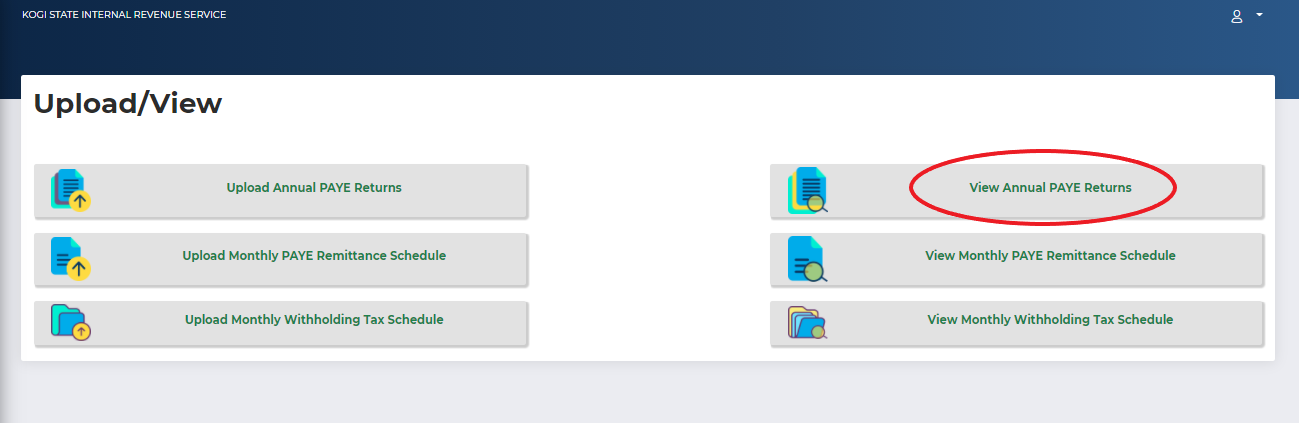 KOGI STATE INTERNAL REVENUE SERVICE
Upload/View
Upload Annual PAYE Returns
View Annual PAYE Returns
Upload Monthly PAYE Remittance Schedule
View Monthly PAYE Remittance Schedule
Upload Monthly Withholding Tax Schedule
View Monthly Withholding Tax Schedule